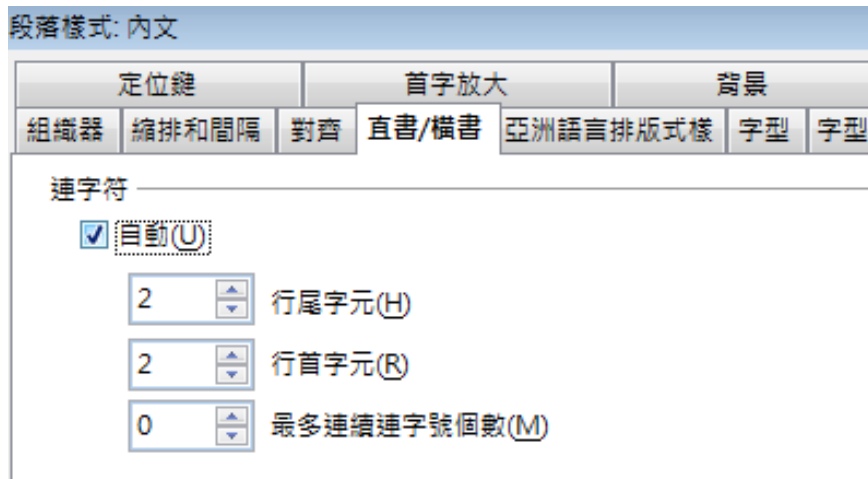 段落樣式: 內文
定位鍵 首字放大 背景
組織器 縮排和間隔 對齊 直書/橫書 亞洲語言排版式樣 字型 字型
連字符
自動(U)
2 行尾字元(H)
2 行首字元(R)
0 最多連續連字號個數(M)